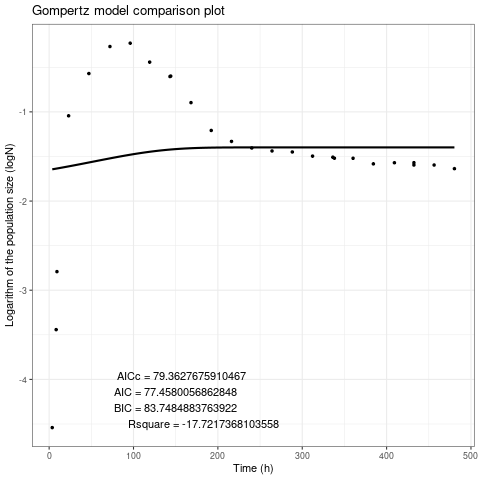 Gompertz model comparison plot
Logarithm of the population size (logN)
-1
-2
-3
-4
AICc = 79.3627675910467
AIC = 77.4580056862848
BIC = 83.7484883763922
Rsquare = -17.7217368103558
0 100 200 300 400 500
Time (h)